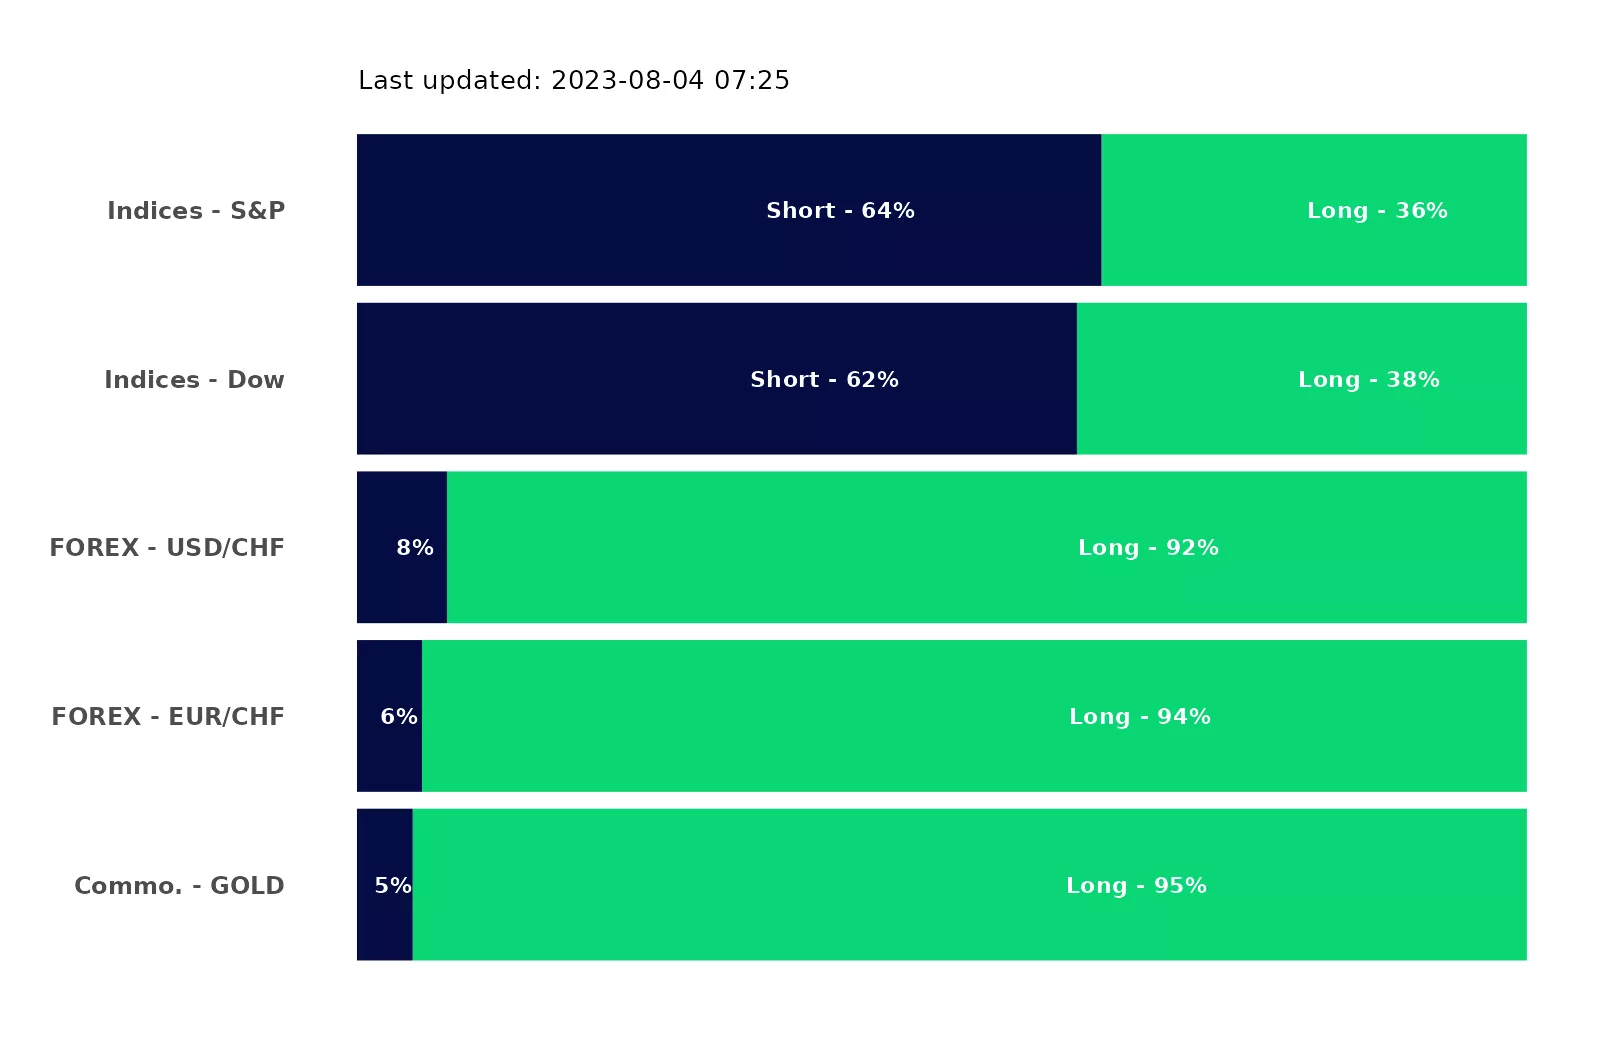 Last updated: 2023-08-04 07:25
Indices - S&P Short - 64% Long - 36%
Indices - Dow Short - 62% Long - 38%
FOREX - USD/CHF 8% Long - 92%
FOREX - EUR/CHF 6% Long - 94%
Commo. - GOLD 5% Long - 95%